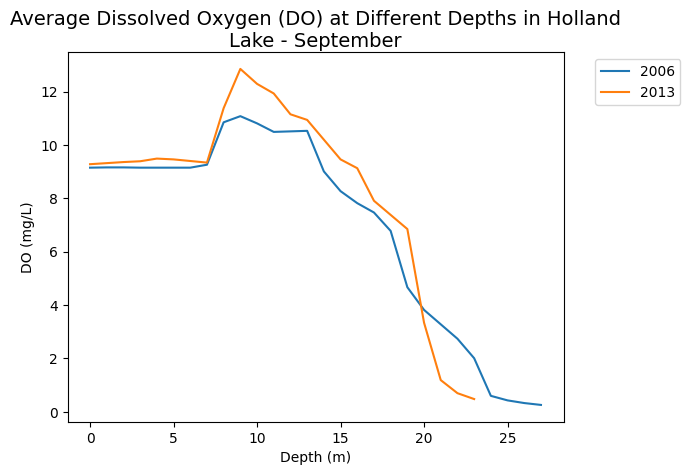 Average Dissolved Oxygen (DO) at Different Depths in Holland
Lake - September
2006
2013
12
10
8
6
4
2
0
DO (mg/L)
0 5 10 15 20 25
Depth (m)